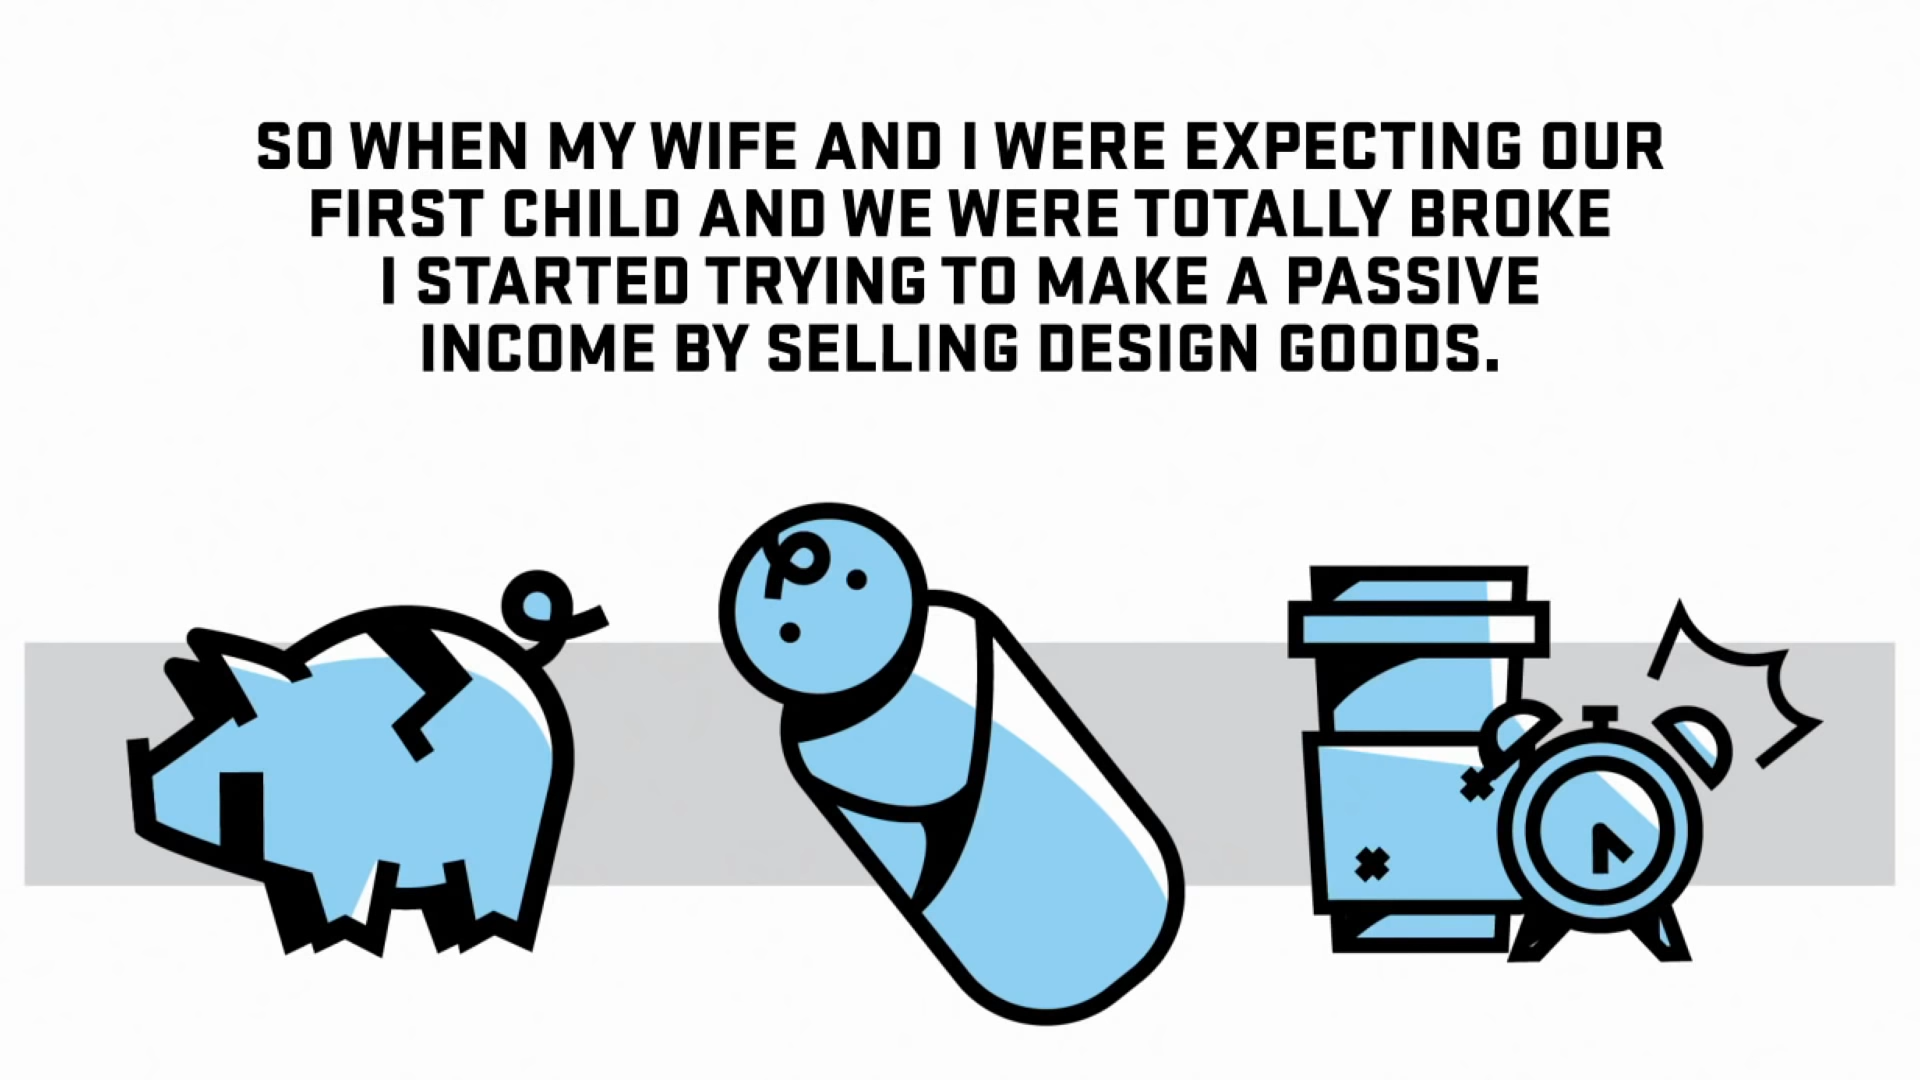 SO WHEN MY WIFE AND I WERE EXPECTING OUR
FIRST CHILD AND WE WERE TOTALLY BROKE
I STARTED TRYING TO MAKE A PASSIVE
INCOME BY SELLING DESIGN GOODS.